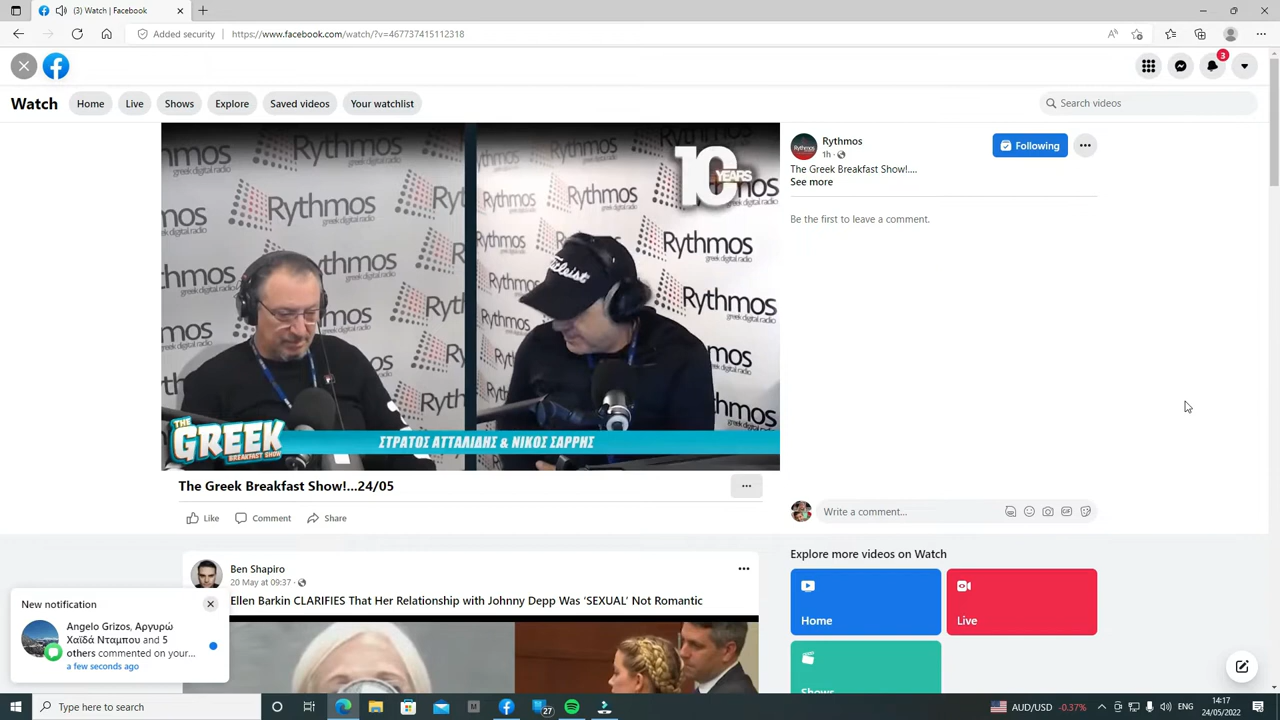 (3) Watch | Facebook
Added security
https://www.facebook.com/watch/?v=467737415112318
3
Watch
Home
Live
Shows
Explore
Saved videos
Your watchlist
Search videos
Rythmos
greek digital radio
10
YEARS
Titleist
THE
GREEK
BREAKFAST SHOW!
ΣΤΡΑΤΟΣ ΑΤΤΑΛΙΔΗΣ & ΝΙΚΟΣ ΣΑΡΡΗΣ
Rythmos
1h
Following
The Greek Breakfast Show!....
See more
Be the first to leave a comment.
The Greek Breakfast Show!...24/05
Like
Comment
Share
Write a comment...
Ben Shapiro
20 May at 09:37
Ellen Barkin CLARIFIES That Her Relationship with Johnny Depp Was ‘SEXUAL’ Not Romantic
Explore more videos on Watch
Home
Live
Shows
New notification
Angelo Grizos, Αργυρώ
Χαϊδά Νταμπου and 5
others commented on your...
a few seconds ago
Type here to search
27
AUD/USD -0.37%
ENG
14:17
24/05/2022